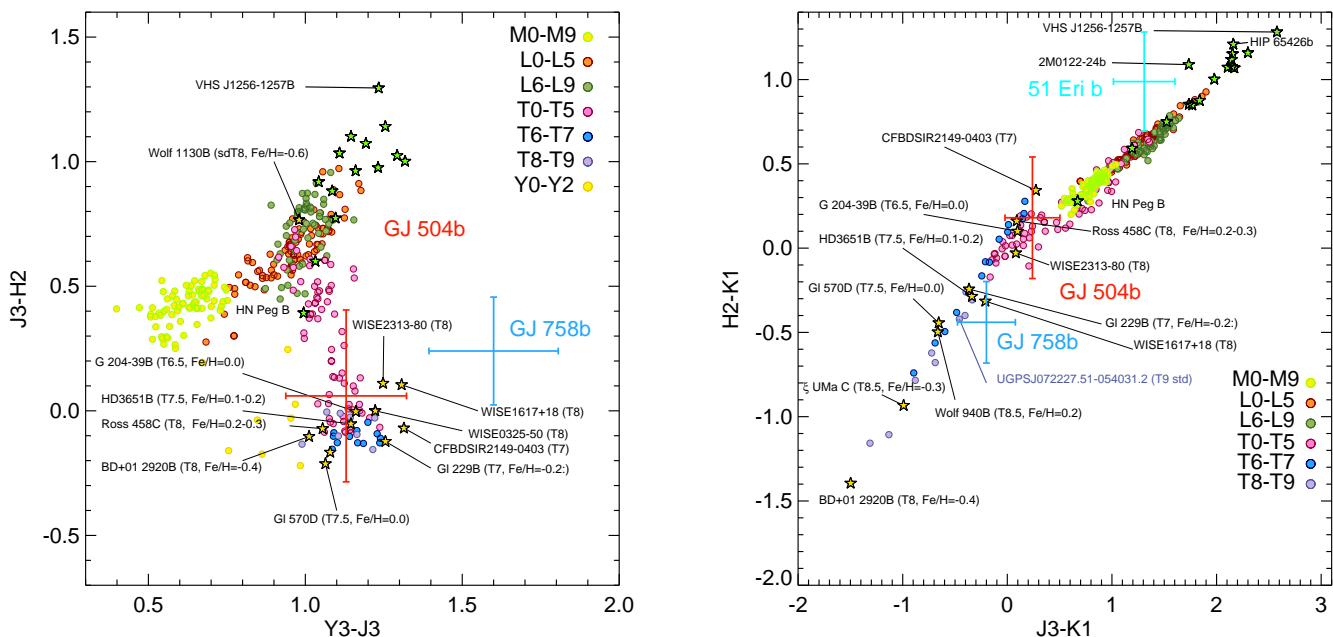 1.5
1.0
0.5
0.0
-0.5
J3-H2
0.5
1.0
1.5
2.0
Y3-J3
M0-M9
L0-L5
L6-L9
T0-T5
T6-T7
T8-T9
Y0-Y2
VHS J1256-1257B
Wolf 1130B (sdT8, Fe/H=-0.6)
GJ 504b
HN Peg B
WISE2313-80 (T8)
GJ 758b
G 204-39B (T6.5, Fe/H=0.0)
HD3651B (T7.5, Fe/H=0.1-0.2)
WISE1617+18 (T8)
Ross 458C (T8, Fe/H=0.2-0.3)
WISE0325-50 (T8)
CFBDSIR2149-0403 (T7)
BD+01 2920B (T8, Fe/H=-0.4)
Gl 229B (T7, Fe/H=-0.2:)
Gl 570D (T7.5, Fe/H=0.0)
1.0
0.5
0.0
-0.5
-1.0
-1.5
-2.0
H2-K1
-2
-1
0
1
2
3
J3-K1
VHS J1256-1257B
HIP 65426b
2M0122-24b
51 Eri b
CFBDSIR2149-0403 (T7)
HN Peg B
G 204-39B (T6.5, Fe/H=0.0)
Ross 458C (T8, Fe/H=0.2-0.3)
HD3651B (T7.5, Fe/H=0.1-0.2)
WISE2313-80 (T8)
GJ 504b
Gl 570D (T7.5, Fe/H=0.0)
Gl 229B (T7, Fe/H=-0.2:)
GJ 758b
WISE1617+18 (T8)
UGPSJ072227.51-054031.2 (T9 std)
UMa C (T8.5, Fe/H=-0.3)
Wolf 940B (T8.5, Fe/H=0.2)
BD+01 2920B (T8, Fe/H=-0.4)
M0-M9
L0-L5
L6-L9
T0-T5
T6-T7
T8-T9